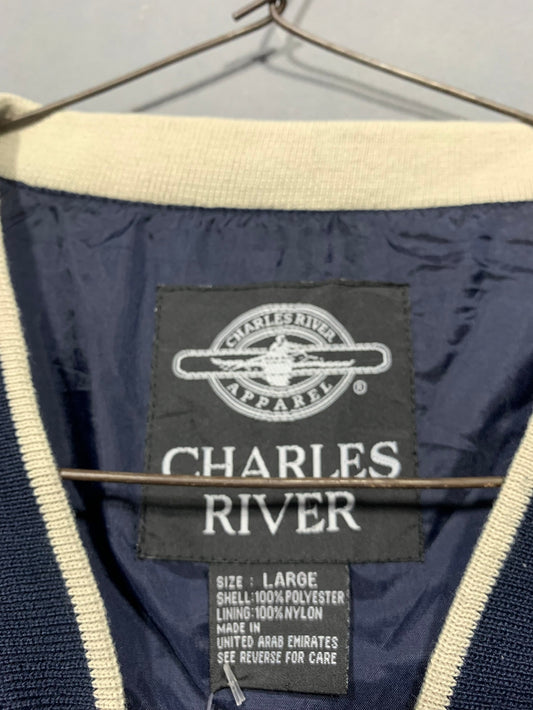 CHARLES RIVER
APPAREL
®
CHARLES
RIVER
SIZE : LARGE
SHELL:100% POLYESTER
LINING:100% NYLON
MADE IN
UNITED ARAB EMIRATES
SEE REVERSE FOR CARE